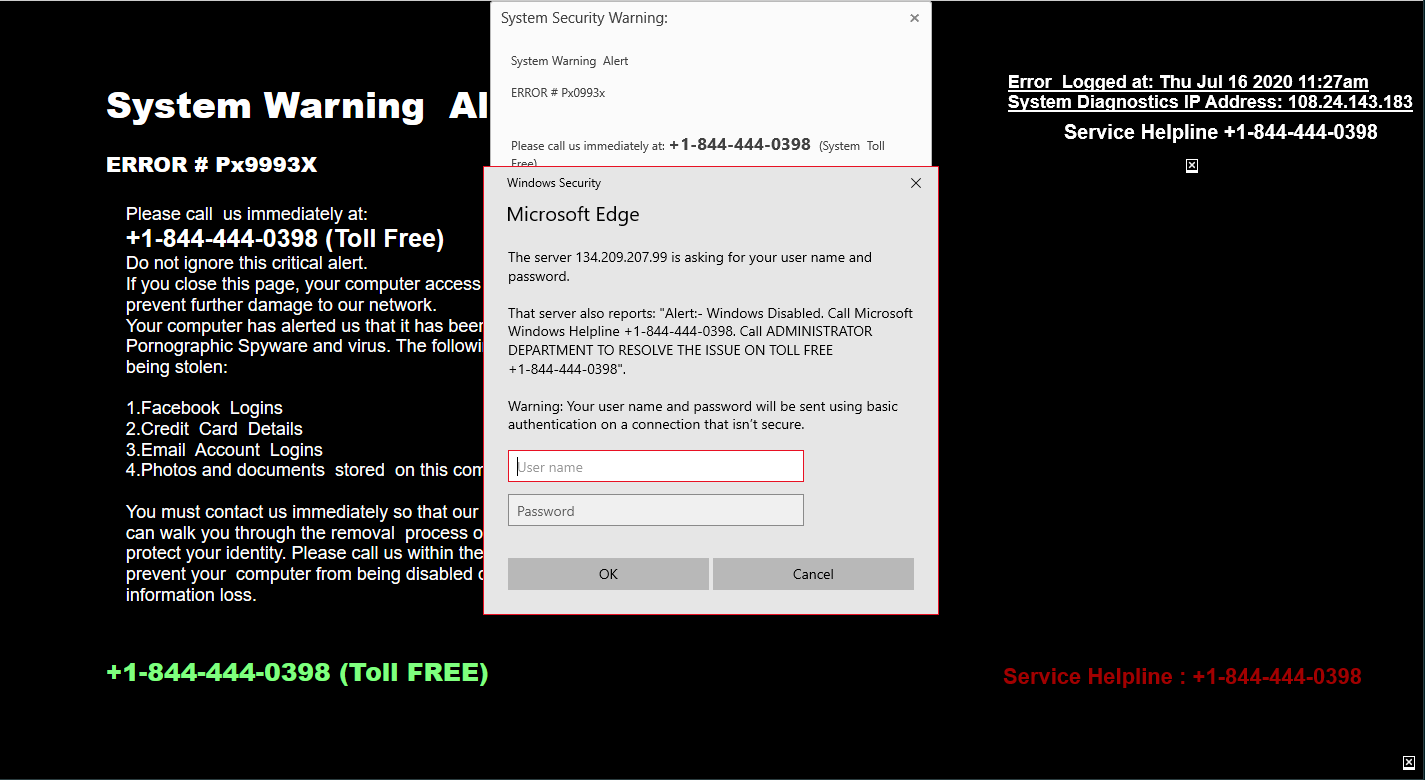 System Security Warning:
System Warning  Alert
ERROR # Px0993x
Please call us immediately at: +1-844-444-0398  (System  Toll
Free)
System Warning  Al
ERROR # Px9993X
Please call  us immediately at:
+1-844-444-0398 (Toll Free)
Do not ignore this critical alert.
If you close this page, your computer access
prevent further damage to our network.
Your computer has alerted us that it has been
Pornographic Spyware and virus. The followi
being stolen:
1.Facebook  Logins
2.Credit  Card  Details
3.Email  Account  Logins
4.Photos and documents  stored  on this com
You must contact us immediately so that our
can walk you through the removal  process o
protect your identity. Please call us within the
prevent your  computer from being disabled o
information loss.
+1-844-444-0398 (Toll FREE)
Windows Security
Microsoft Edge
The server 134.209.207.99 is asking for your user name and
password.
That server also reports: "Alert:- Windows Disabled. Call Microsoft
Windows Helpline +1-844-444-0398. Call ADMINISTRATOR
DEPARTMENT TO RESOLVE THE ISSUE ON TOLL FREE
+1-844-444-0398".
Warning: Your user name and password will be sent using basic
authentication on a connection that isn't secure.
User name
Password
OK
Cancel
Error  Logged at: Thu Jul 16 2020 11:27am
System Diagnostics IP Address: 108.24.143.183
Service Helpline +1-844-444-0398
Service Helpline : +1-844-444-0398